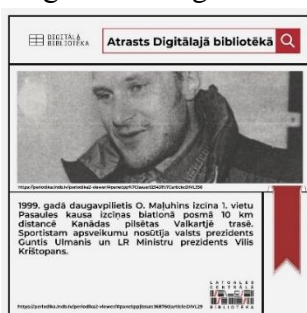 DIGITĀLĀ
BIBLIOTĒKA
Atrasts Digitālajā bibliotēkā
1999. gadā daugavpilietis O. Maļuhins izcīna 1. vietu
Pasaules kausa izcīņas biatlonā posmā 10 km
distancē Kanādas pilsētas Valkartjē trasē.
Sportistam apsveikumu nosūtīja valsts prezidents
Guntis Ulmanis un LR Ministru prezidents Vilis
Krištopans.
LATGALES
CENTRĀLĀ
BIBLIOTĒKA